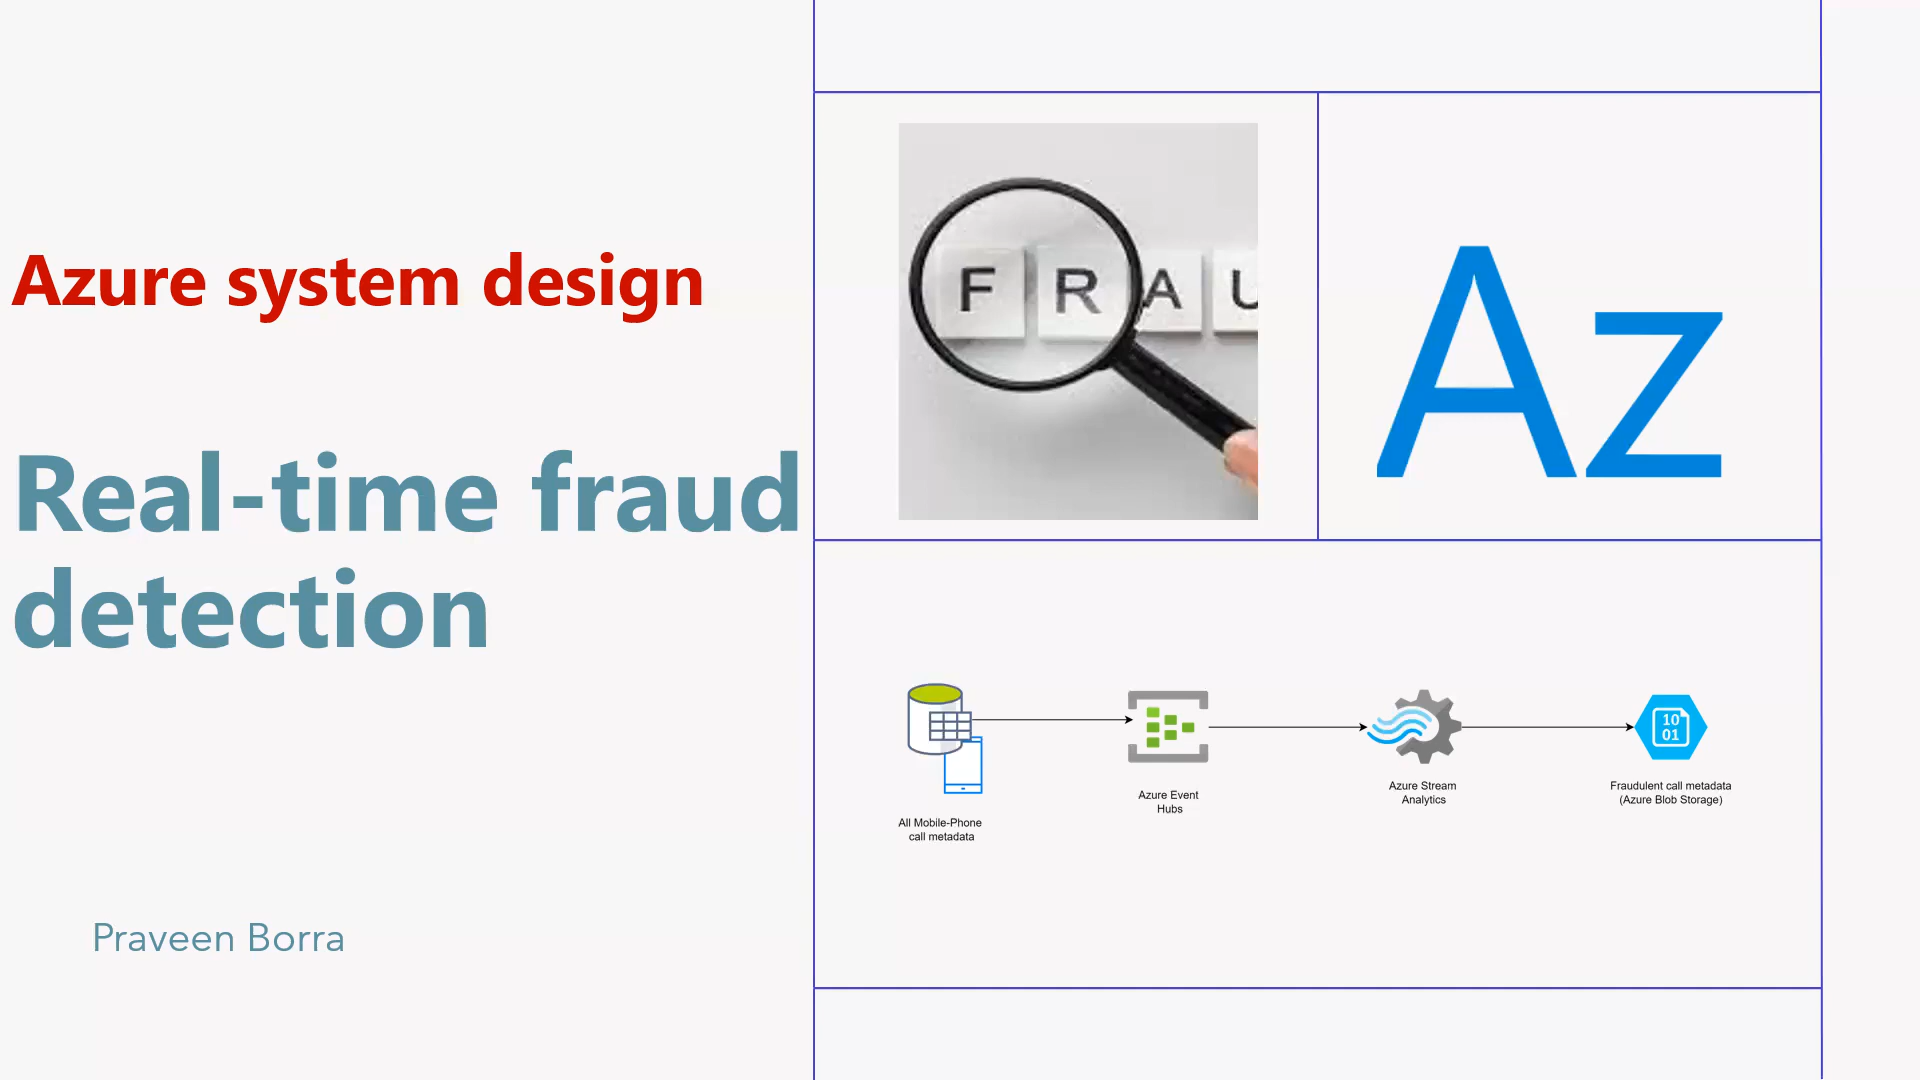 Azure system design
Real-time fraud
detection
Praveen Borra
F R A U
Az
10
01
All Mobile-Phone
call metadata
Azure Event
Hubs
Azure Stream
Analytics
Fraudulent call metadata
(Azure Blob Storage)